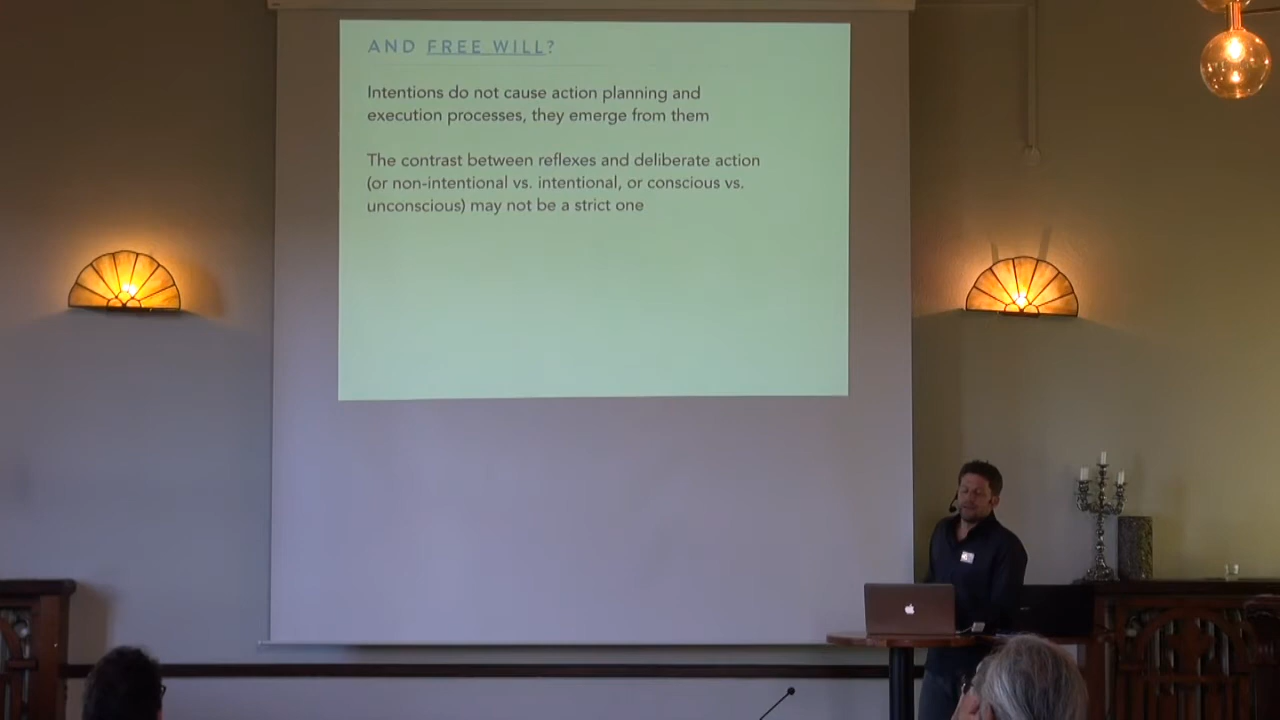 AND FREE WILL?
Intentions do not cause action planning and
execution processes, they emerge from them
The contrast between reflexes and deliberate action
(or non-intentional vs. intentional, or conscious vs.
unconscious) may not be a strict one